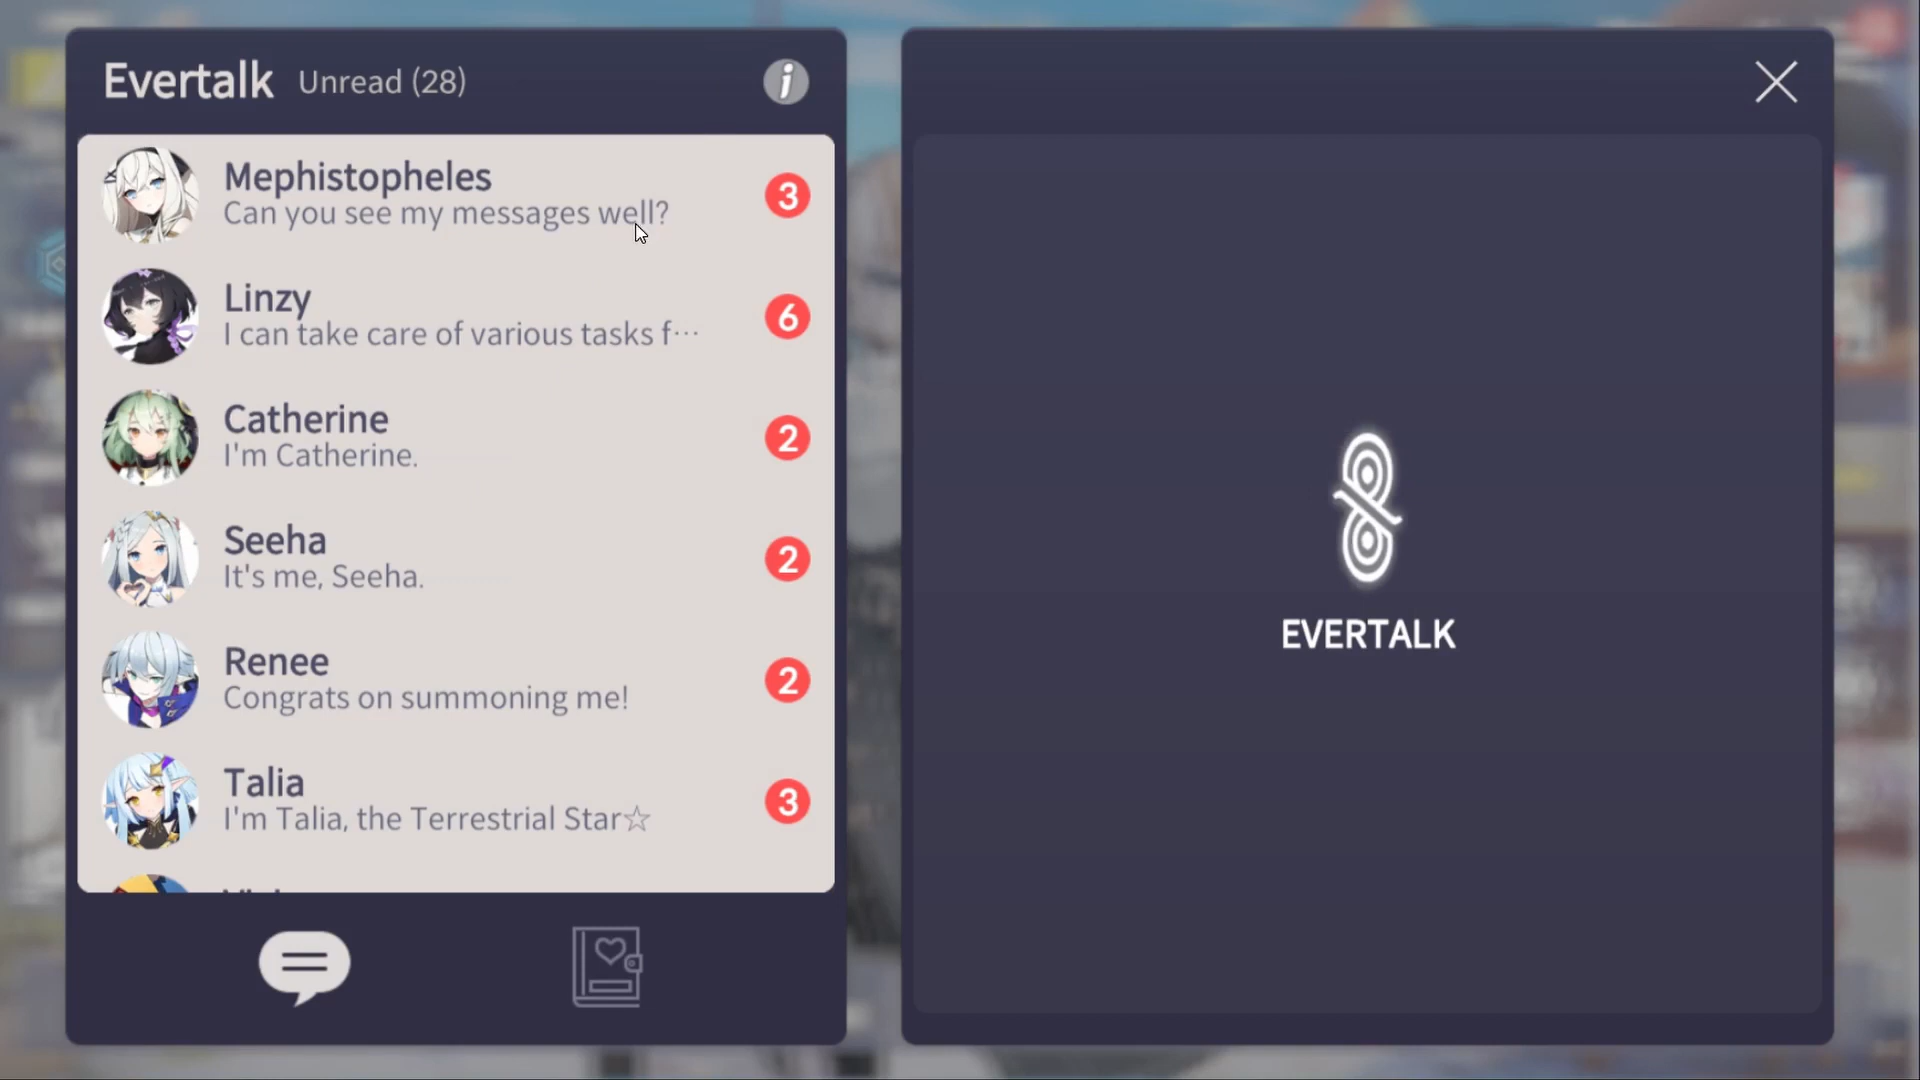 Evertalk Unread (28)
Mephistopheles
Can you see my messages well?
3
Linzy
I can take care of various tasks f…
6
Catherine
I'm Catherine.
2
Seeha
It's me, Seeha.
2
Renee
Congrats on summoning me!
2
Talia
I'm Talia, the Terrestrial Star☆
3
EVERTALK